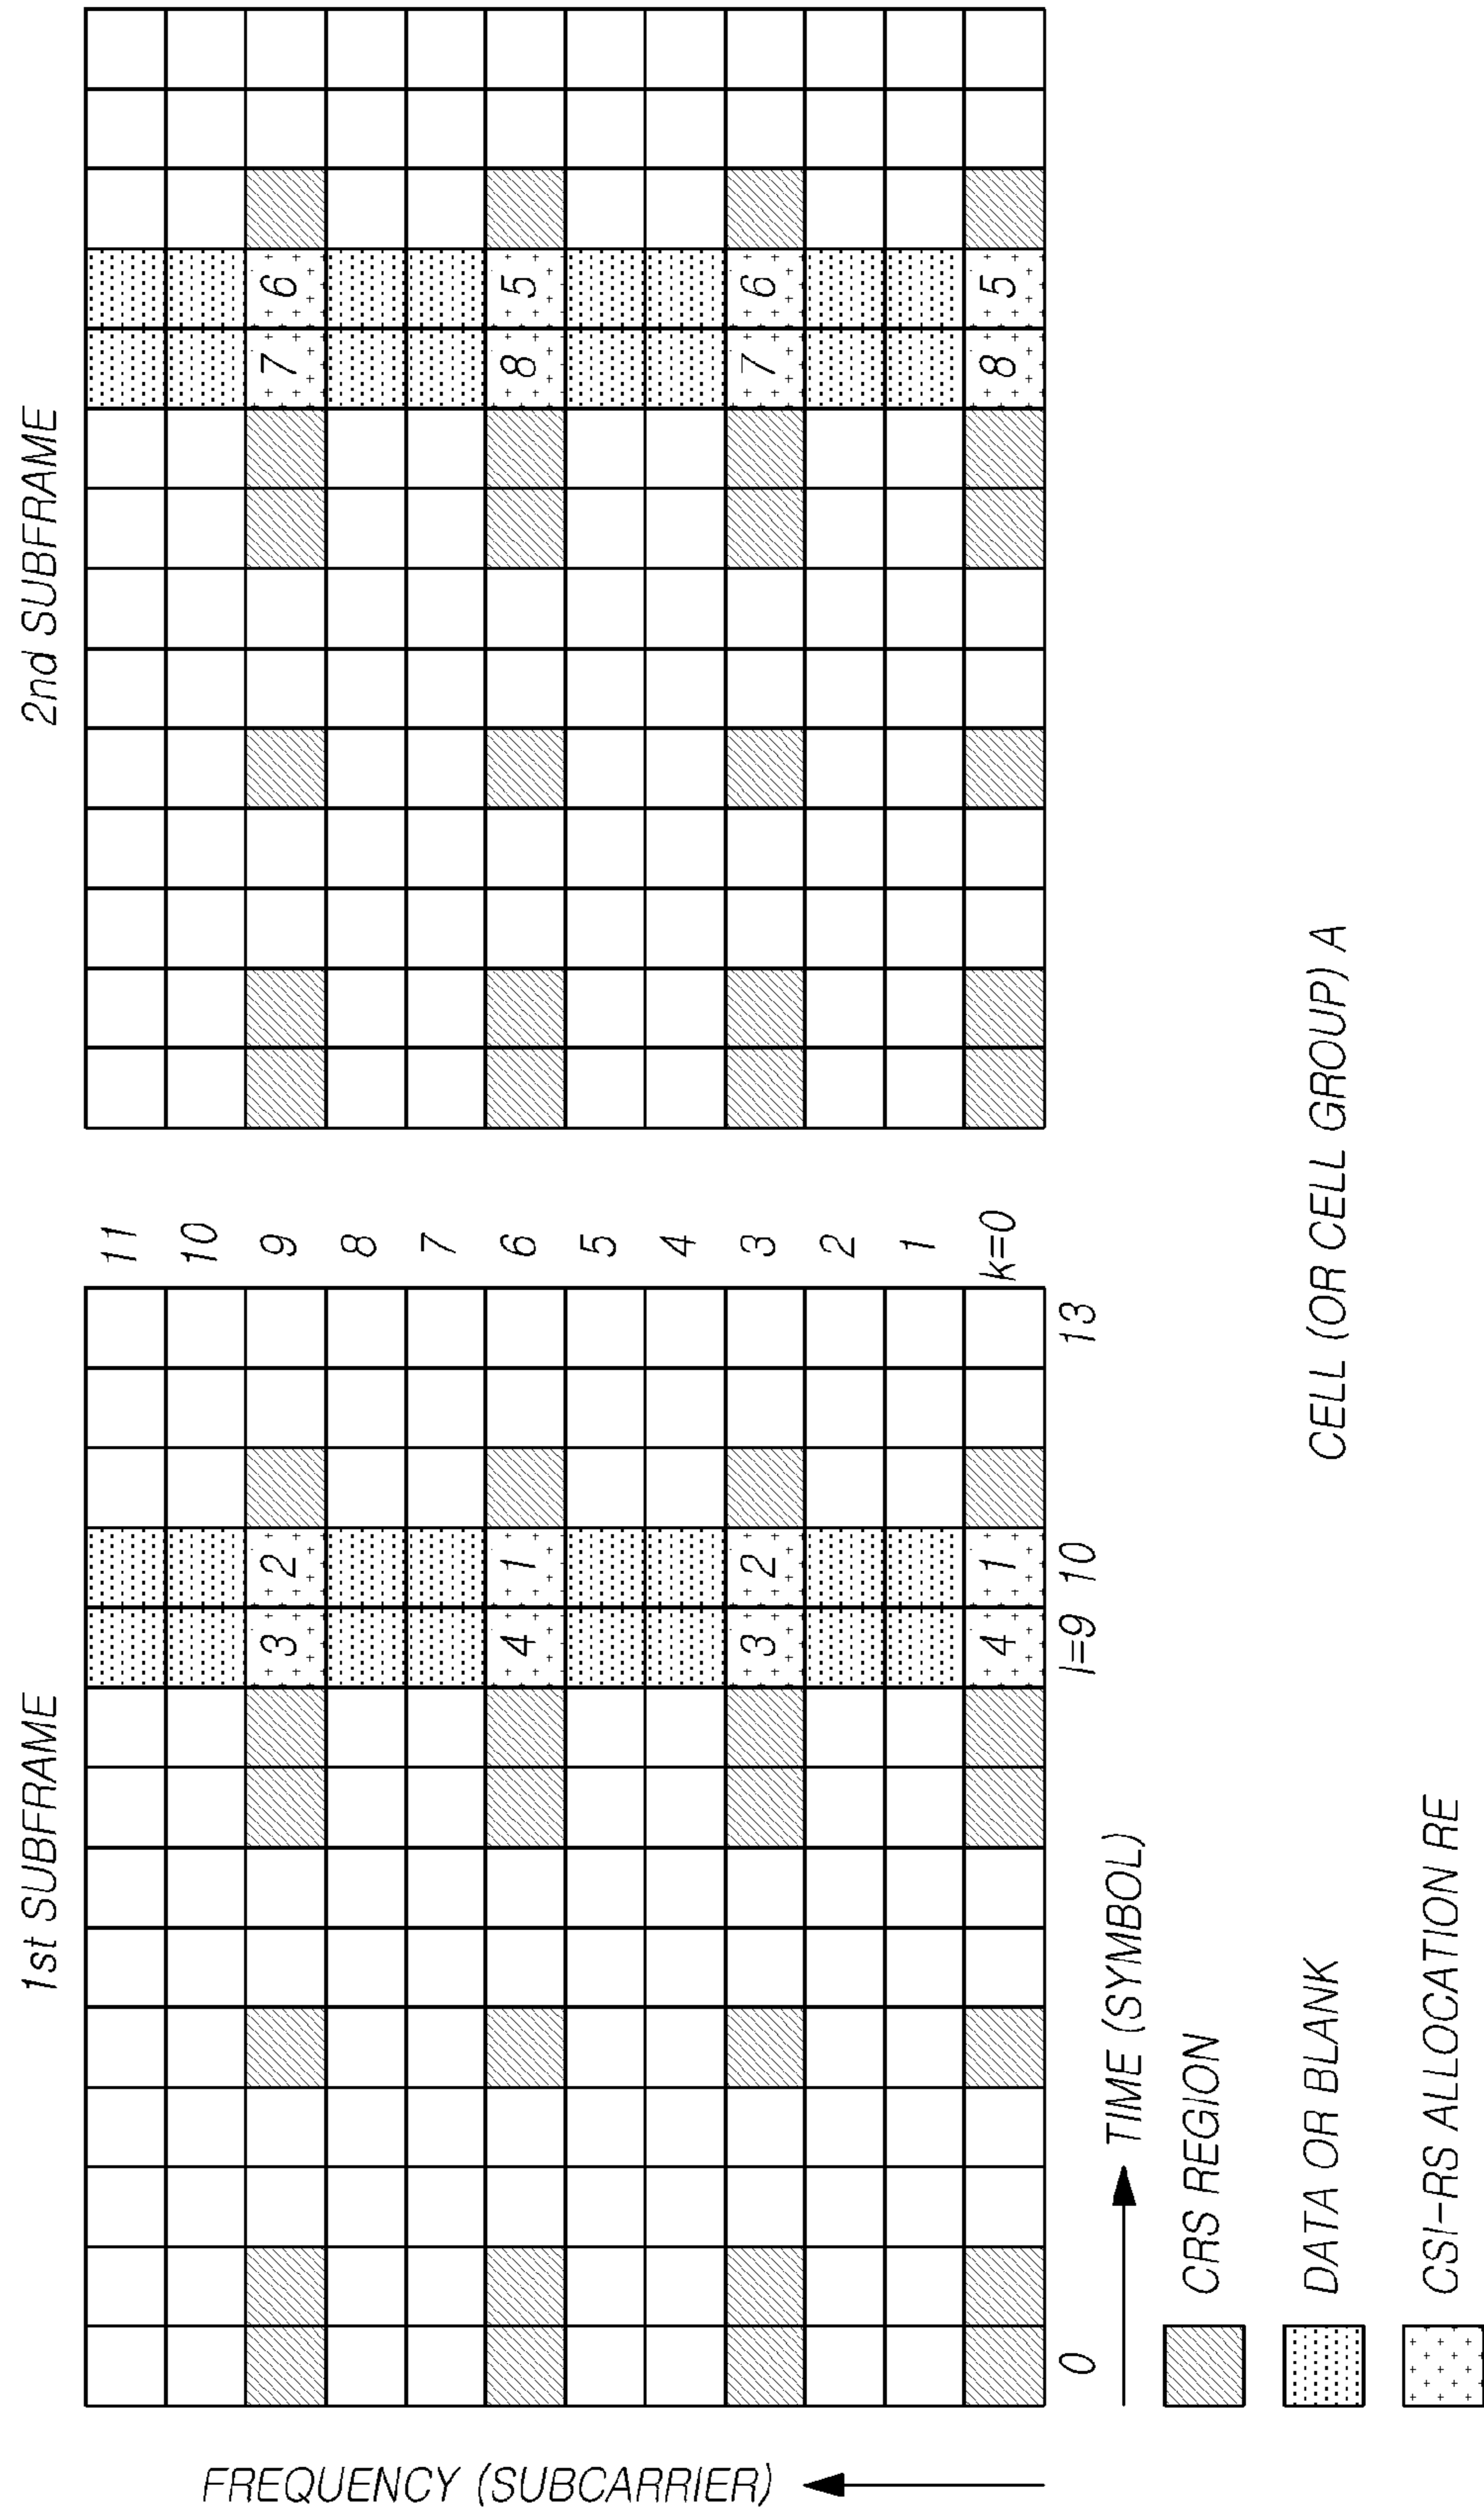 1st SUBFRAME
2nd SUBFRAME
FREQUENCY (SUBCARRIER)
11
10
3 2 9 7 6
8
7
4 1 6 8 5
5
4
3 2 3 7 6
2
1
4 1 k=0 8 5
0 l=9 10 13
TIME (SYMBOL)
CRS REGION
DATA OR BLANK
CELL (OR CELL GROUP) A
CSI-RS ALLOCATION RE